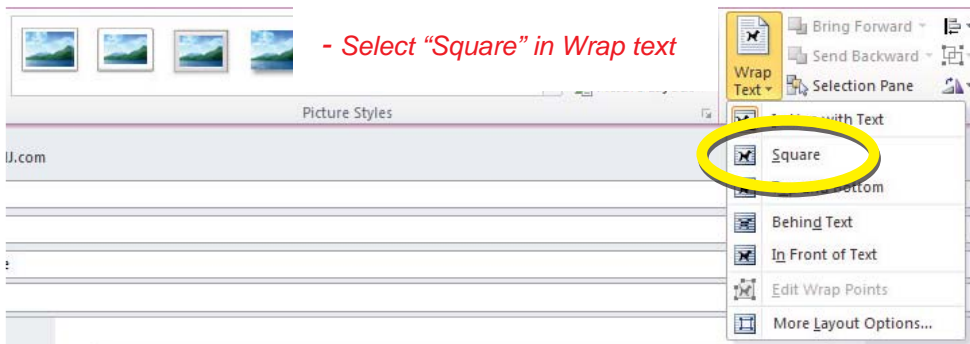 - Select “Square” in Wrap text
Bring Forward
Send Backward
Wrap
Text
Selection Pane
Picture Styles
with Text
Square
Bottom
Behind Text
In Front of Text
Edit Wrap Points
More Layout Options...